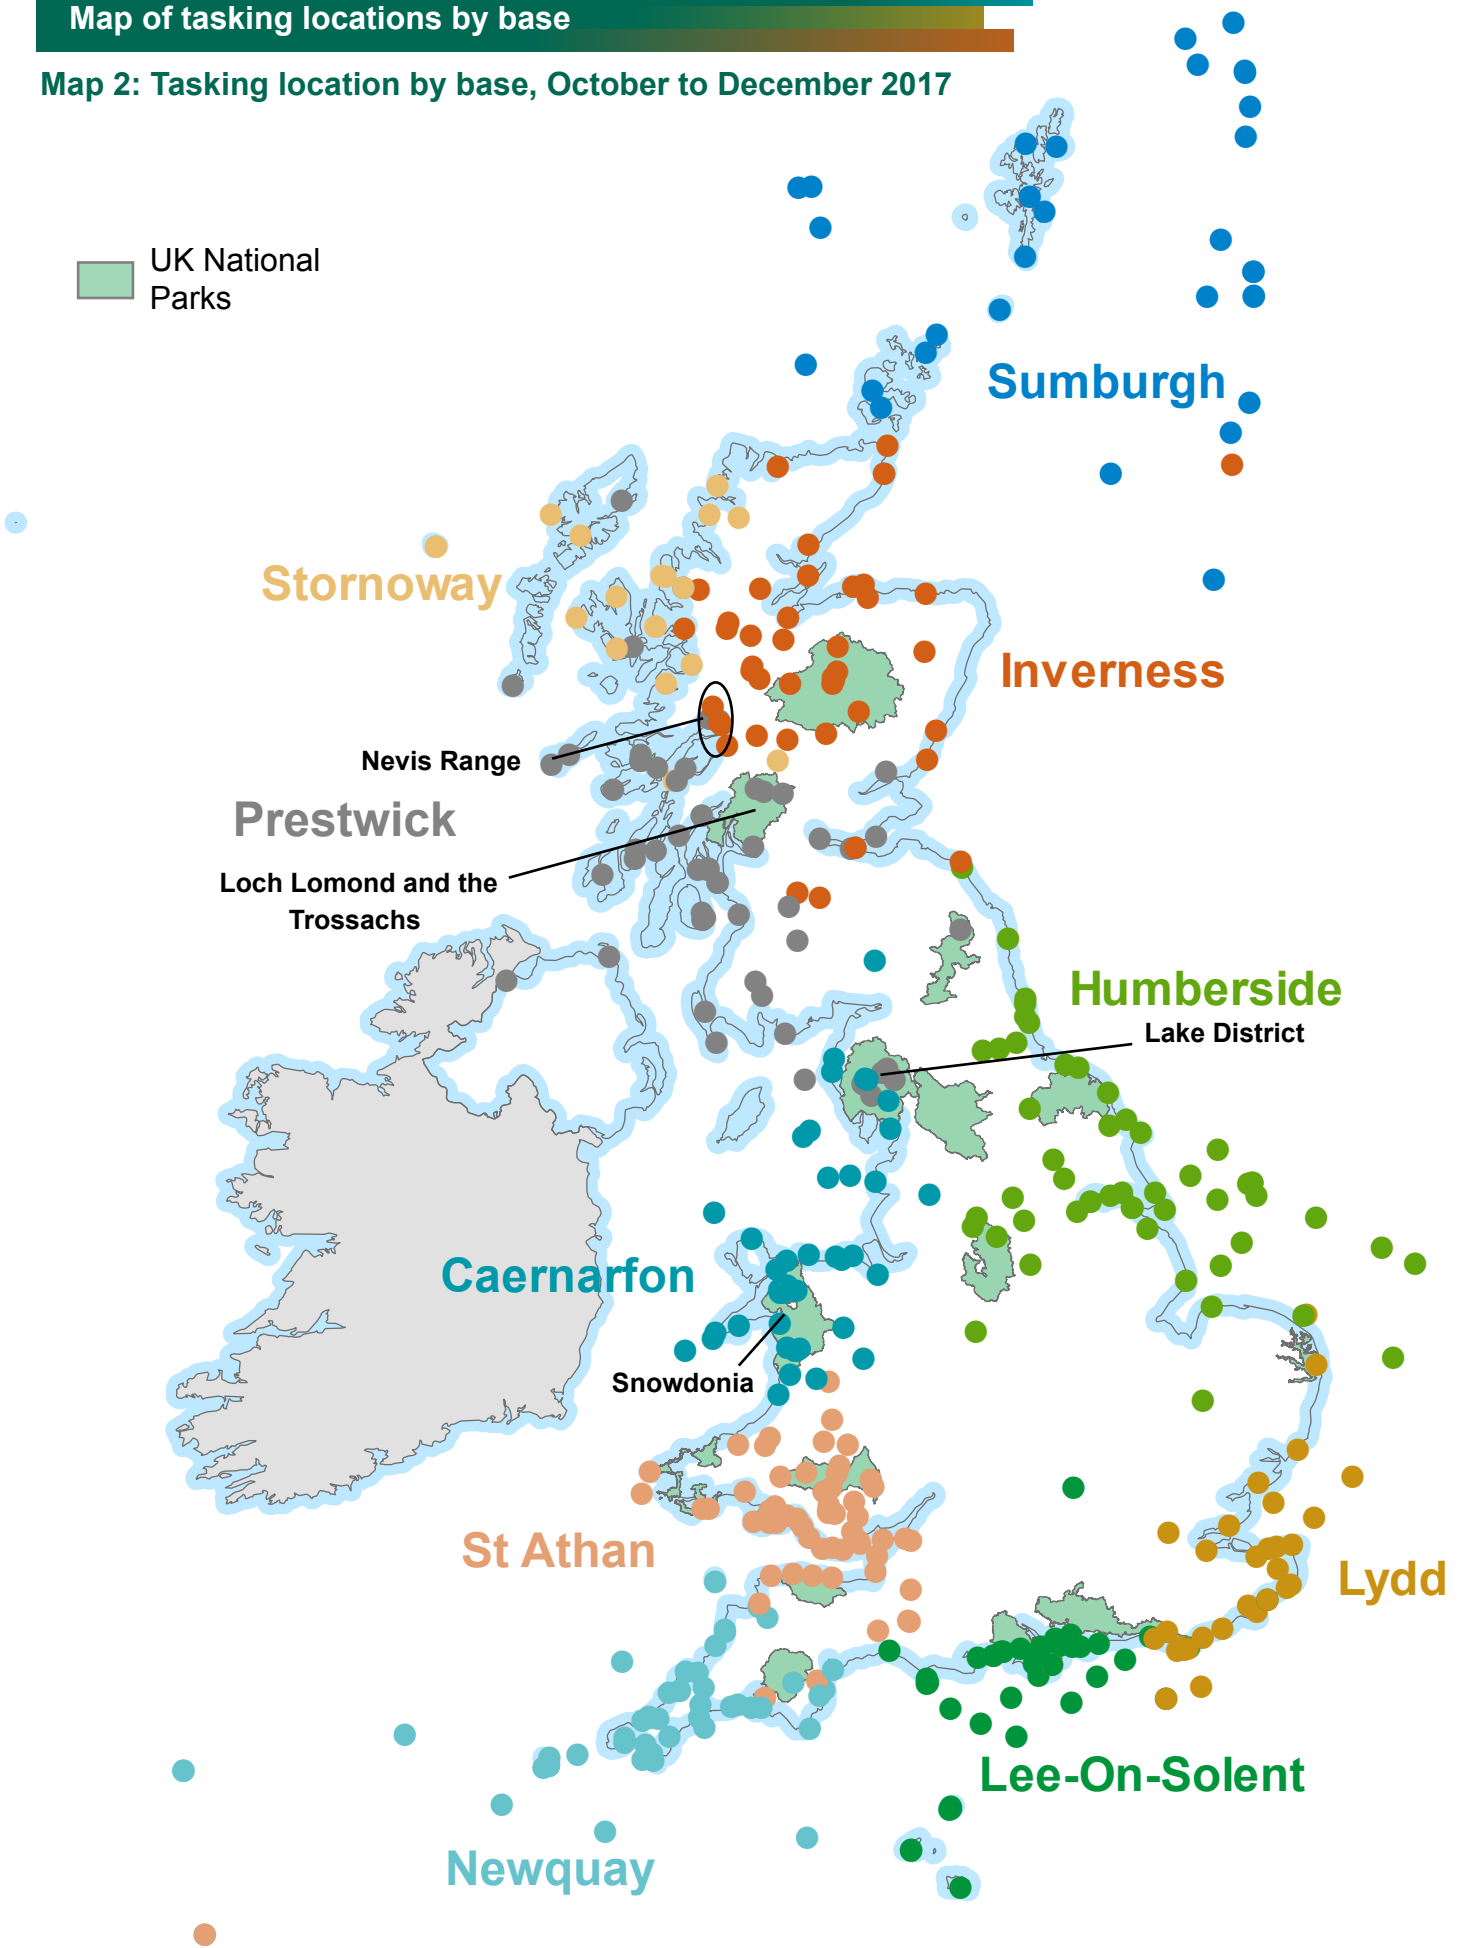 Map of tasking locations by base
Map 2: Tasking location by base, October to December 2017
UK National
Parks
Sumburgh
Stornoway
Inverness
Nevis Range
Prestwick
Loch Lomond and the
Trossachs
Humberside
Lake District
Caernarfon
Snowdonia
St Athan
Lydd
Lee-On-Solent
Newquay